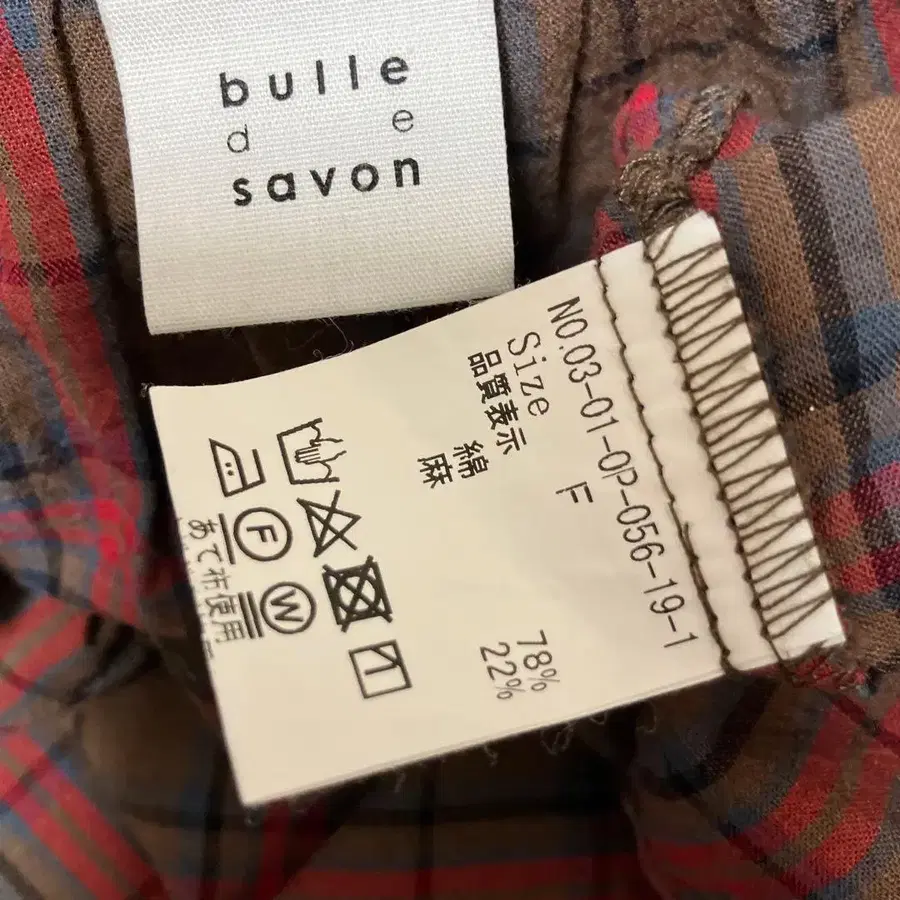 bulle
de
savon
NO.03-01-OP-056-19-1
Size F
品質表示
綿 78%
麻 22%
F
W
あて布使用